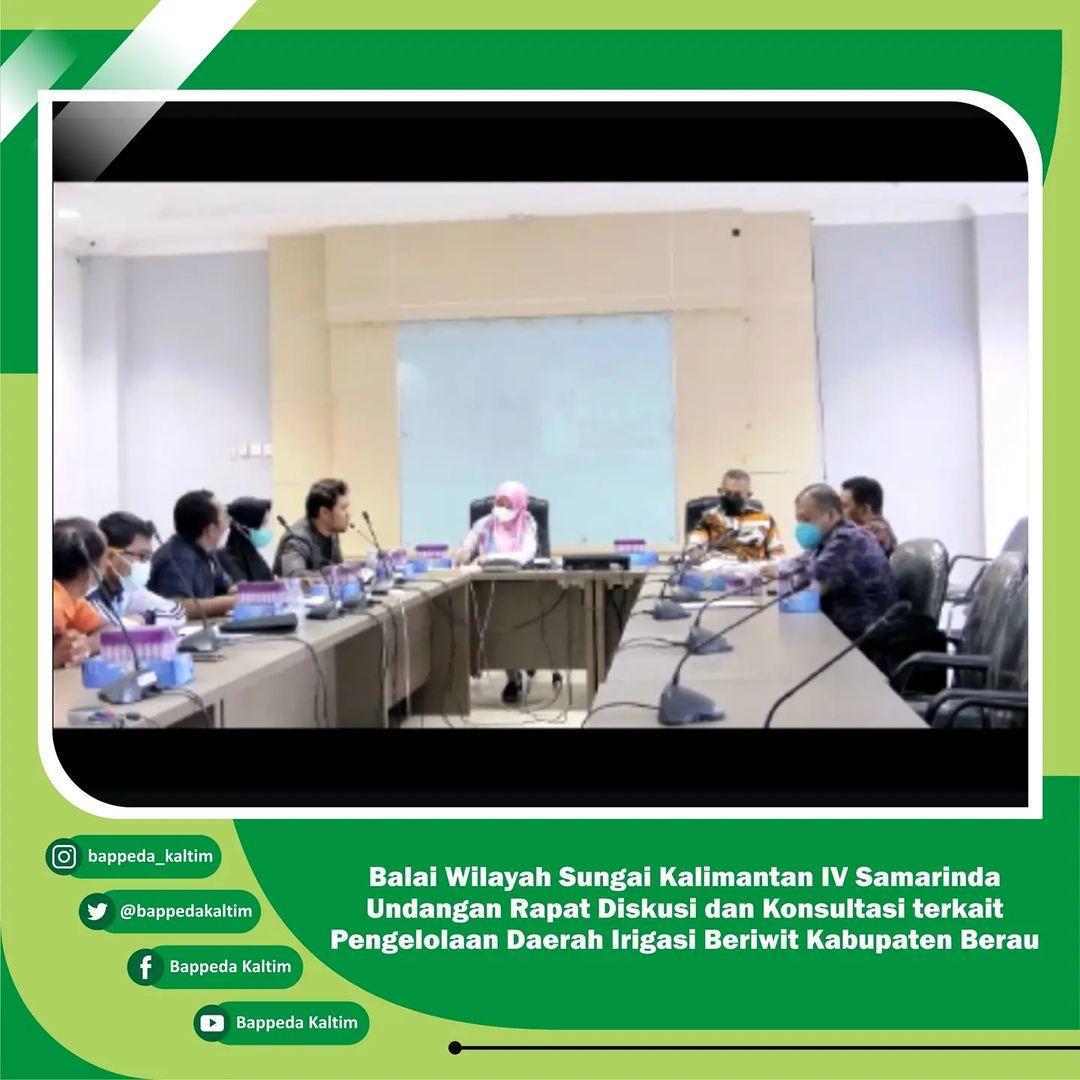 bappeda_kaltim
@bappedakaltim
Bappeda Kaltim
Bappeda Kaltim
Balai Wilayah Sungai Kalimantan IV Samarinda
Undangan Rapat Diskusi dan Konsultasi terkait
Pengelolaan Daerah Irigasi Beriwit Kabupaten Berau